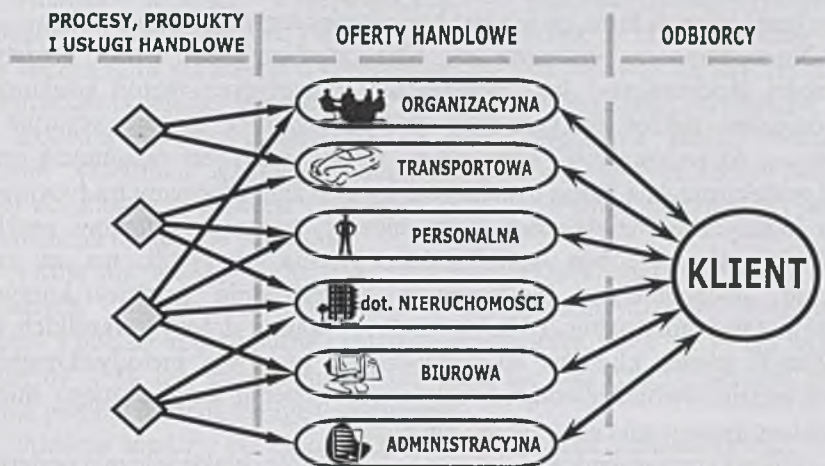 PROCESY, PRODUKTY
I USŁUGI HANDLOWE
OFERTY HANDLOWE
ODBIORCY
ORGANIZACYJNA
TRANSPORTOWA
PERSONALNA
dot. NIERUCHOMOŚCI
BIUROWA
ADMINISTRACYJNA
KLIENT